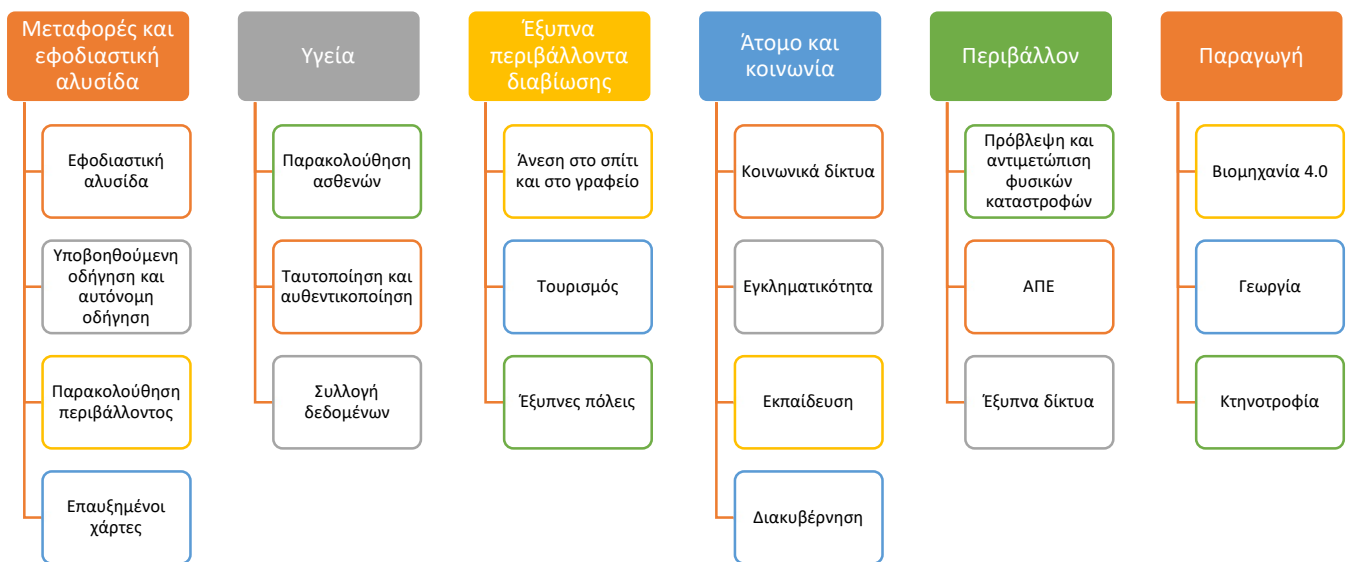 Μεταφορές και
εφοδιαστική
αλυσίδα
Εφοδιαστική
αλυσίδα
Υποβοηθούμενη
οδήγηση και
αυτόνομη
οδήγηση
Παρακολούθηση
περιβάλλοντος
Επαυξημένοι
χάρτες
Υγεία
Παρακολούθηση
ασθενών
Ταυτοποίηση και
αυθεντικοποίηση
Συλλογή
δεδομένων
Έξυπνα
περιβάλλοντα
διαβίωσης
Άνεση στο σπίτι
και στο γραφείο
Τουρισμός
Έξυπνες πόλεις
Άτομο και
κοινωνία
Κοινωνικά δίκτυα
Εγκληματικότητα
Εκπαίδευση
Διακυβέρνηση
Περιβάλλον
Πρόβλεψη και
αντιμετώπιση
φυσικών
καταστροφών
ΑΠΕ
Έξυπνα δίκτυα
Παραγωγή
Βιομηχανία 4.0
Γεωργία
Κτηνοτροφία